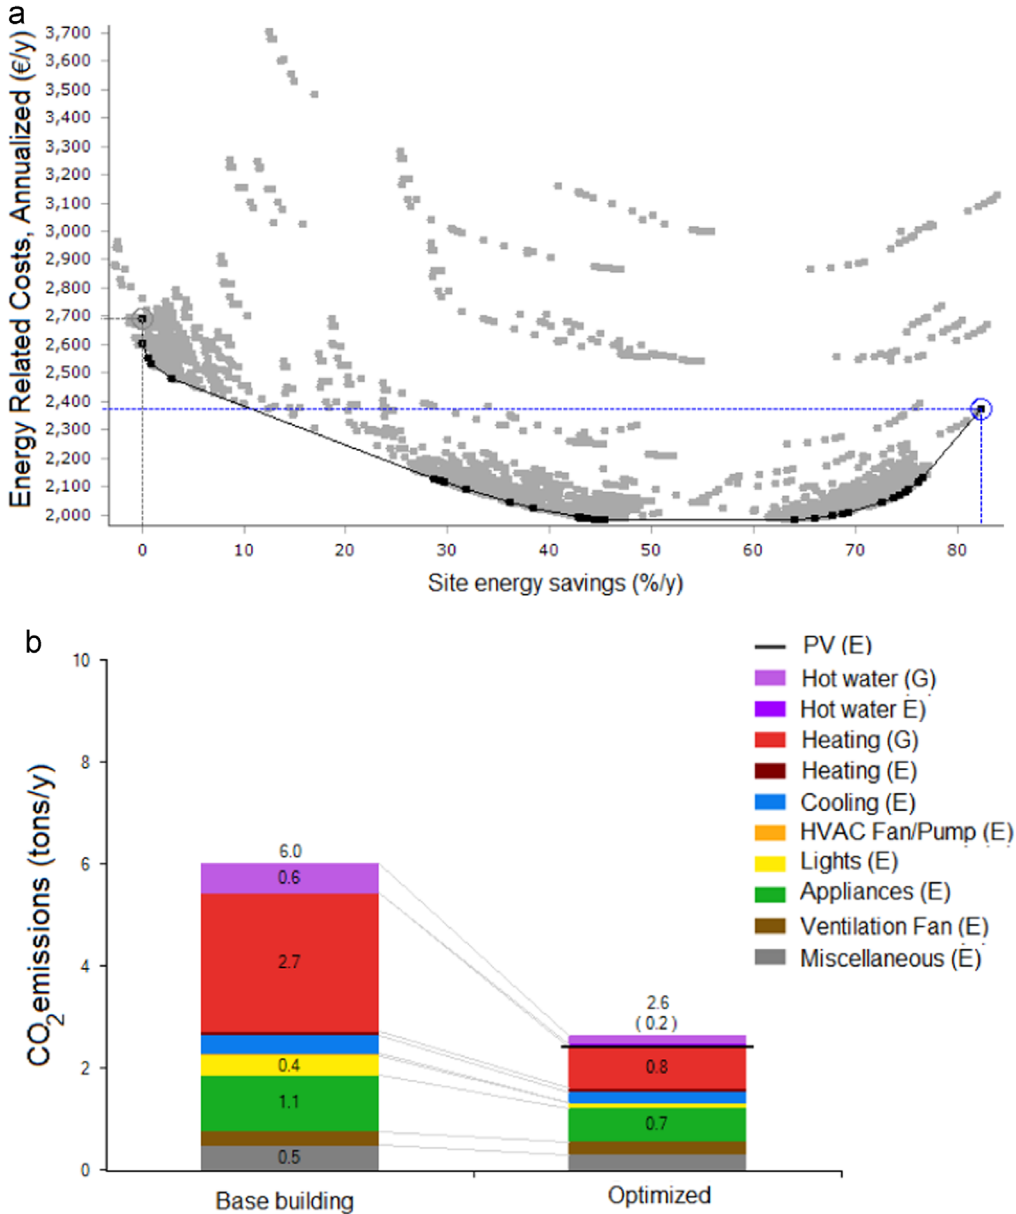 a
Energy Related Costs, Annualized (€/y)
3,700
3,600
3,500
3,400
3,300
3,200
3,100
3,000
2,900
2,800
2,700
2,600
2,500
2,400
2,300
2,200
2,100
2,000
0 10 20 30 40 50 60 70 80
Site energy savings (%/y)
b
CO2 emissions (tons/y)
10
8
6
4
2
0
PV (E)
Hot water (G)
Hot water E)
Heating (G)
Heating (E)
Cooling (E)
HVAC Fan/Pump (E)
Lights (E)
Appliances (E)
Ventilation Fan (E)
Miscellaneous (E)
6.0
0.6
2.7
0.4
1.1
0.5
2.6
( 0.2 )
0.8
0.7
Base building
Optimized